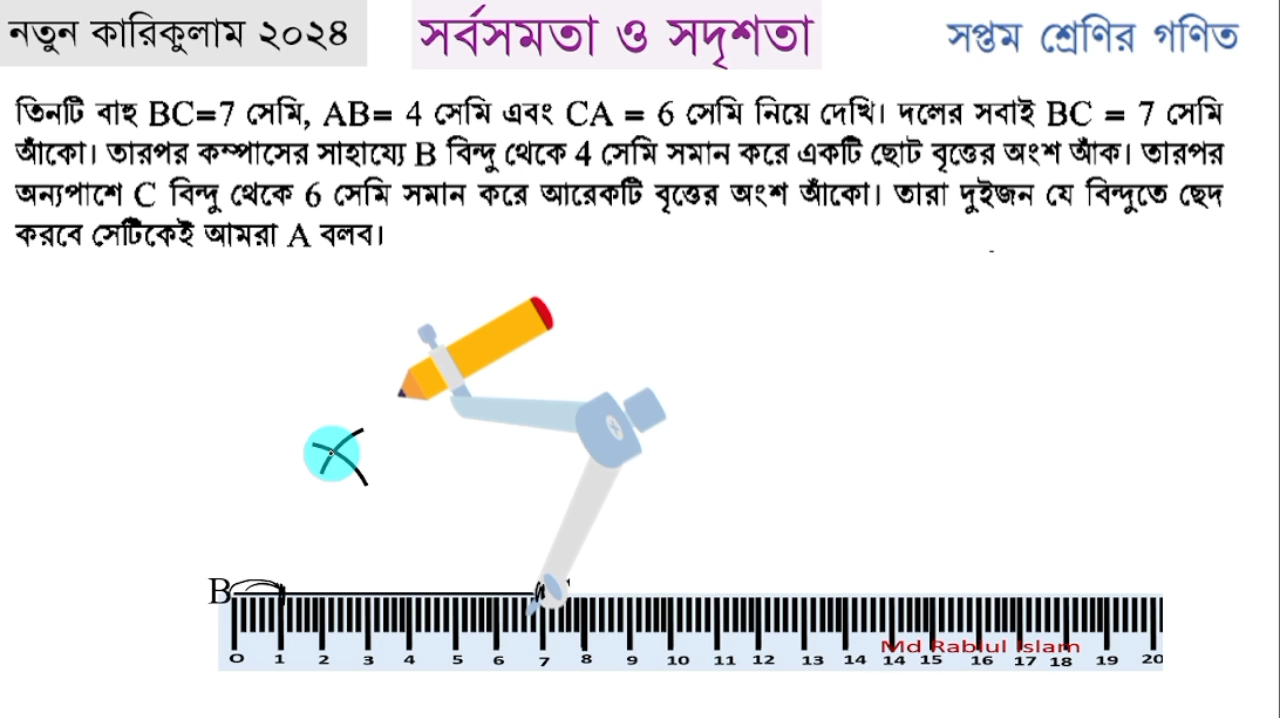 নতুন কারিকুলাম ২০২৪
সর্বসমতা ও সদৃশতা
সপ্তম শ্রেণির গণিত
তিনটি বাহু BC=7 সেমি, AB= 4 সেমি এবং CA = 6 সেমি নিয়ে দেখি। দলের সবাই BC = 7 সেমি
আঁকো। তারপর কম্পাসের সাহায্যে B বিন্দু থেকে 4 সেমি সমান করে একটি ছোট বৃত্তের অংশ আঁক। তারপর
অন্যপাশে C বিন্দু থেকে 6 সেমি সমান করে আরেকটি বৃত্তের অংশ আঁকো। তারা দুইজন যে বিন্দুতে ছেদ
করবে সেটিকেই আমরা A বলব।
B
Md Rabiul Islam
0 1 2 3 4 5 6 7 8 9 10 11 12 13 14 14 15 16 17 18 19 20